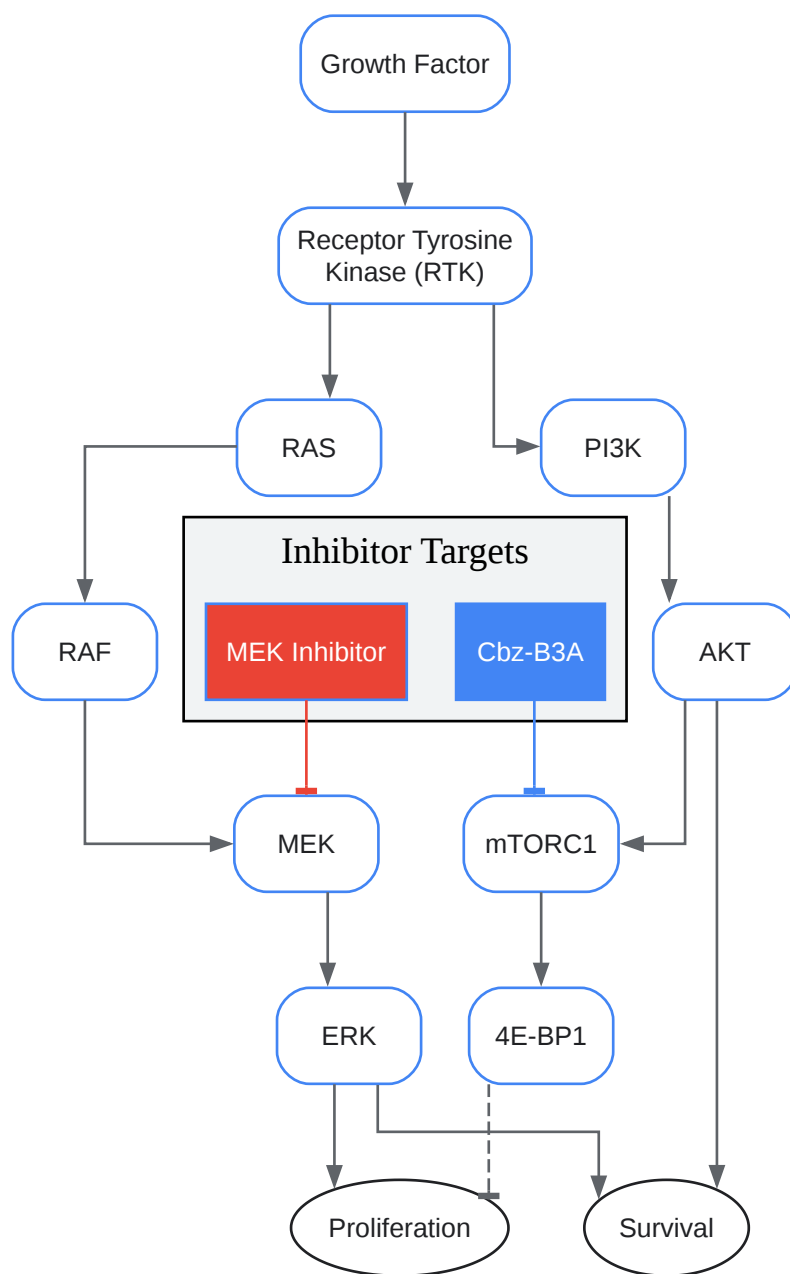 Growth Factor
Receptor Tyrosine
Kinase (RTK)
RAS
PI3K
Inhibitor Targets
RAF
MEK Inhibitor
Cbz-B3A
AKT
MEK
mTORC1
ERK
4E-BP1
Proliferation
Survival